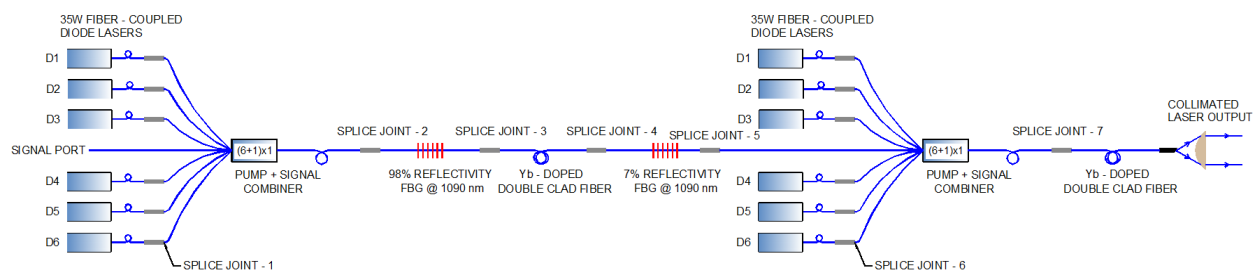 35W FIBER - COUPLED
DIODE LASERS
D1
D2
D3
SIGNAL PORT
D4
D5
D6
(6+1)x1
PUMP + SIGNAL
COMBINER
SPLICE JOINT - 1
SPLICE JOINT - 2
98% REFLECTIVITY
FBG @ 1090 nm
SPLICE JOINT - 3
Yb - DOPED
DOUBLE CLAD FIBER
SPLICE JOINT - 4
7% REFLECTIVITY
FBG @ 1090 nm
SPLICE JOINT - 5
35W FIBER - COUPLED
DIODE LASERS
D1
D2
D3
D4
D5
D6
(6+1)x1
PUMP + SIGNAL
COMBINER
SPLICE JOINT - 6
SPLICE JOINT - 7
Yb - DOPED
DOUBLE CLAD FIBER
COLLIMATED
LASER OUTPUT